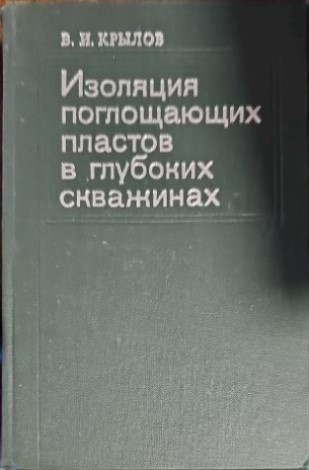 В. И. КРЫЛОВ
Изоляция
поглощающих
пластов
в глубоких
скважинах